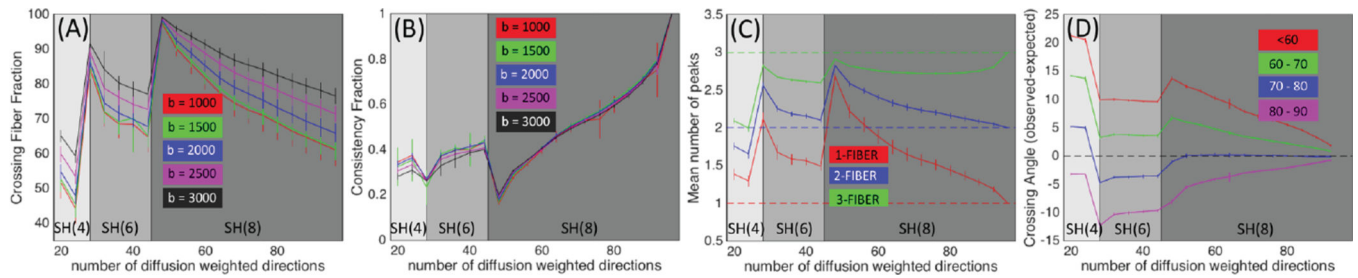 (A)
Crossing Fiber Fraction
100
90
80
70
60
50
40
b = 1000
b = 1500
b = 2000
b = 2500
b = 3000
SH(4)
SH(6)
SH(8)
20
40
60
80
number of diffusion weighted directions
(B)
Consistency Fraction
1
0.8
0.6
0.4
0.2
0
b = 1000
b = 1500
b = 2000
b = 2500
b = 3000
SH(4)
SH(6)
SH(8)
20
40
60
80
number of diffusion weighted directions
(C)
Mean number of peaks
3.5
3
2.5
2
1.5
1
0.5
1-FIBER
2-FIBER
3-FIBER
SH(4)
SH(6)
SH(8)
20
40
60
80
number of diffusion weighted directions
(D)
Crossing Angle (observed-expected)
25
20
15
10
5
0
-5
-10
-15
<60
60 - 70
70 - 80
80 - 90
SH(4)
SH(6)
SH(8)
20
40
60
80
number of diffusion weighted directions